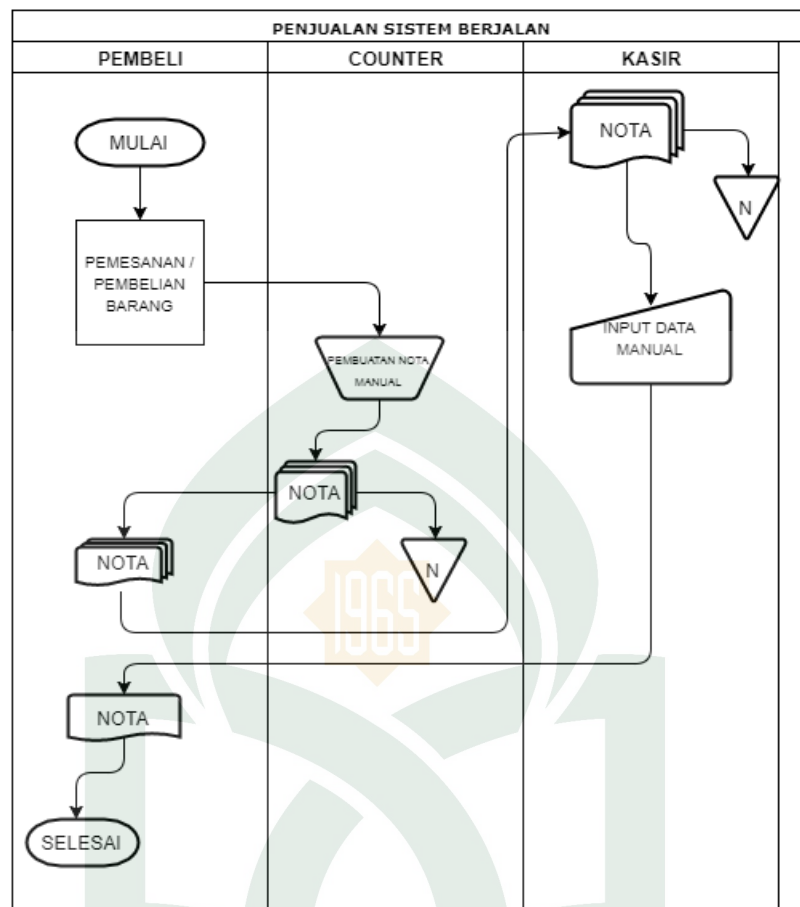 PENJUALAN SISTEM BERJALAN
PEMBELI
COUNTER
KASIR
MULAI
NOTA
N
PEMESANAN /
PEMBELIAN
BARANG
INPUT DATA
MANUAL
PEMBUATAN NOTA
MANUAL
NOTA
NOTA
N
1965
NOTA
SELESAI